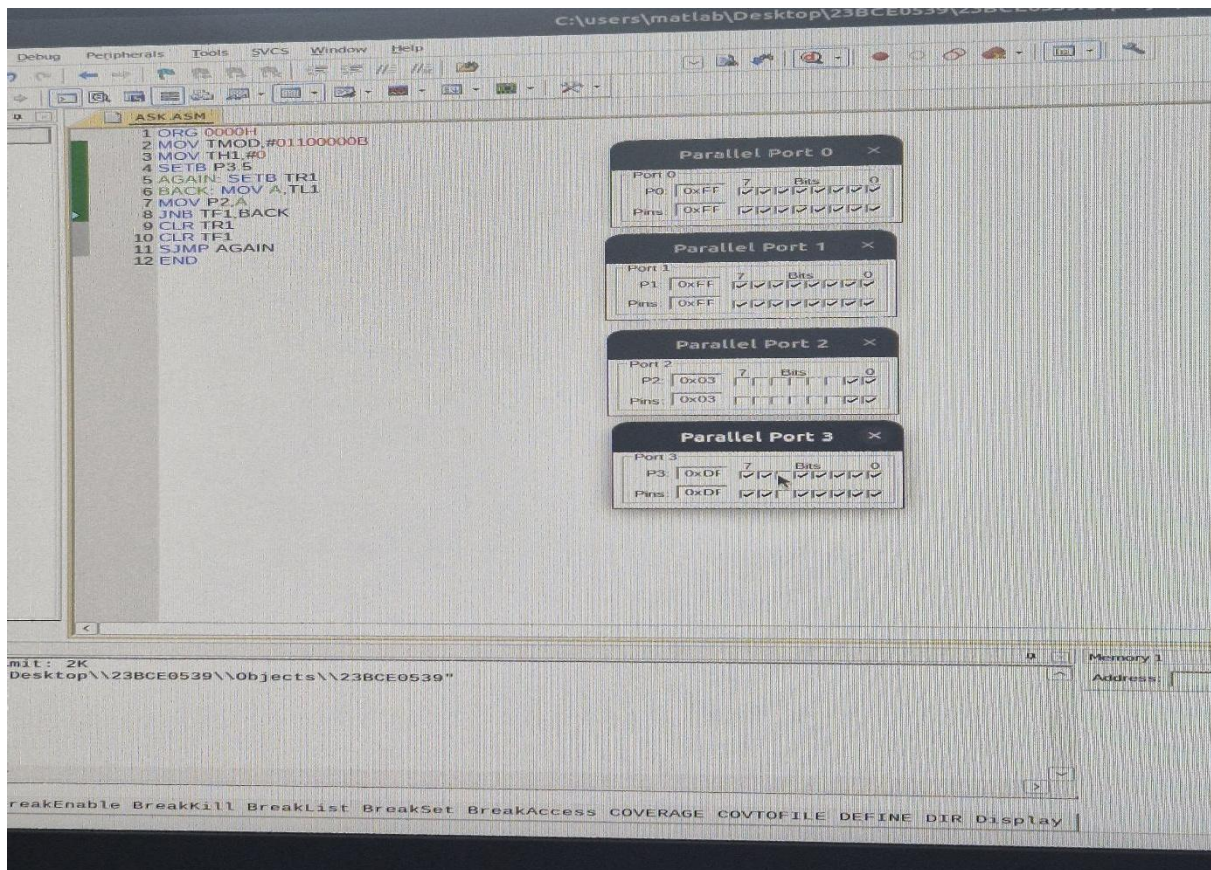 C:\users\matlab\Desktop\23BCE0539\
Debug Peripherals Tools SVCS Window Help
ASK.ASM
1 ORG 0000H
2 MOV TMOD,#01100000B
3 MOV TH1,#0
4 SETB P3.5
5 AGAIN: SETB TR1
6 BACK: MOV A,TL1
7 MOV P2,A
8 JNB TF1,BACK
9 CLR TR1
10 CLR TF1
11 SJMP AGAIN
12 END
Parallel Port 0
Port 0
7 Bits 0
P0: 0xFF
Pins: 0xFF
Parallel Port 1
Port 1
7 Bits 0
P1: 0xFF
Pins: 0xFF
Parallel Port 2
Port 2
7 Bits 0
P2: 0x03
Pins: 0x03
Parallel Port 3
Port 3
7 Bits 0
P3: 0xDF
Pins: 0xDF
mit: 2K
Desktop\\23BCE0539\\Objects\\23BCE0539"
Memory 1
Address:
reakEnable BreakKill BreakList BreakSet BreakAccess COVERAGE COVTOFILE DEFINE DIR Display